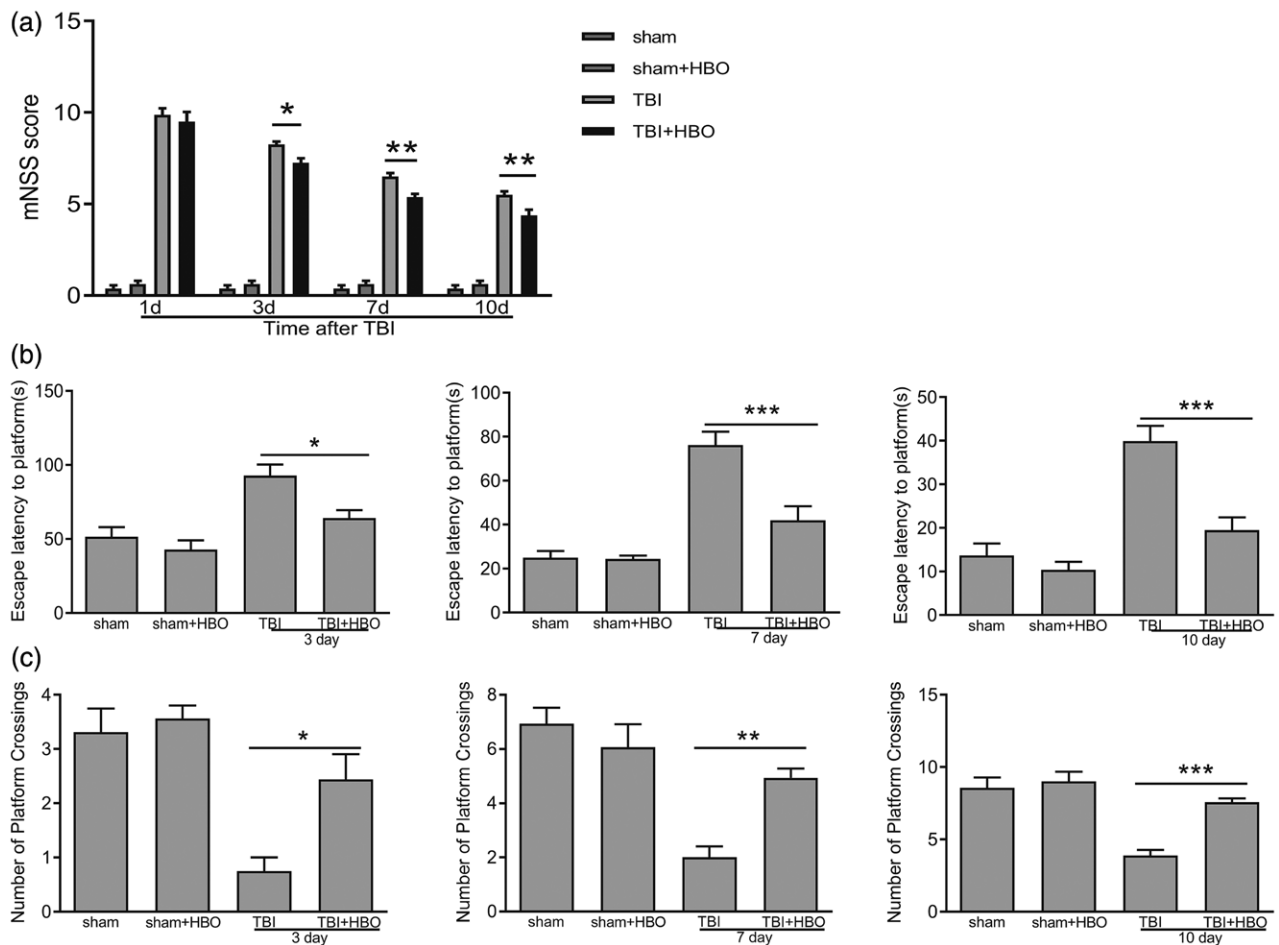 (a)
15
10
5
0
mNSS score
* ** **
1d 3d 7d 10d
Time after TBI
sham
sham+HBO
TBI
TBI+HBO
(b)
Escape latency to platform(s)
150
100
50
0
*
sham sham+HBO TBI TBI+HBO
3 day
Escape latency to platform(s)
100
80
60
40
20
0
***
sham sham+HBO TBI TBI+HBO
7 day
Escape latency to platform(s)
50
40
30
20
10
0
***
sham sham+HBO TBI TBI+HBO
10 day
(c)
Number of Platform Crossings
4
3
2
1
0
*
sham sham+HBO TBI TBI+HBO
3 day
Number of Platform Crossings
8
6
4
2
0
**
sham sham+HBO TBI TBI+HBO
7 day
Number of Platform Crossings
15
10
5
0
***
sham sham+HBO TBI TBI+HBO
10 day